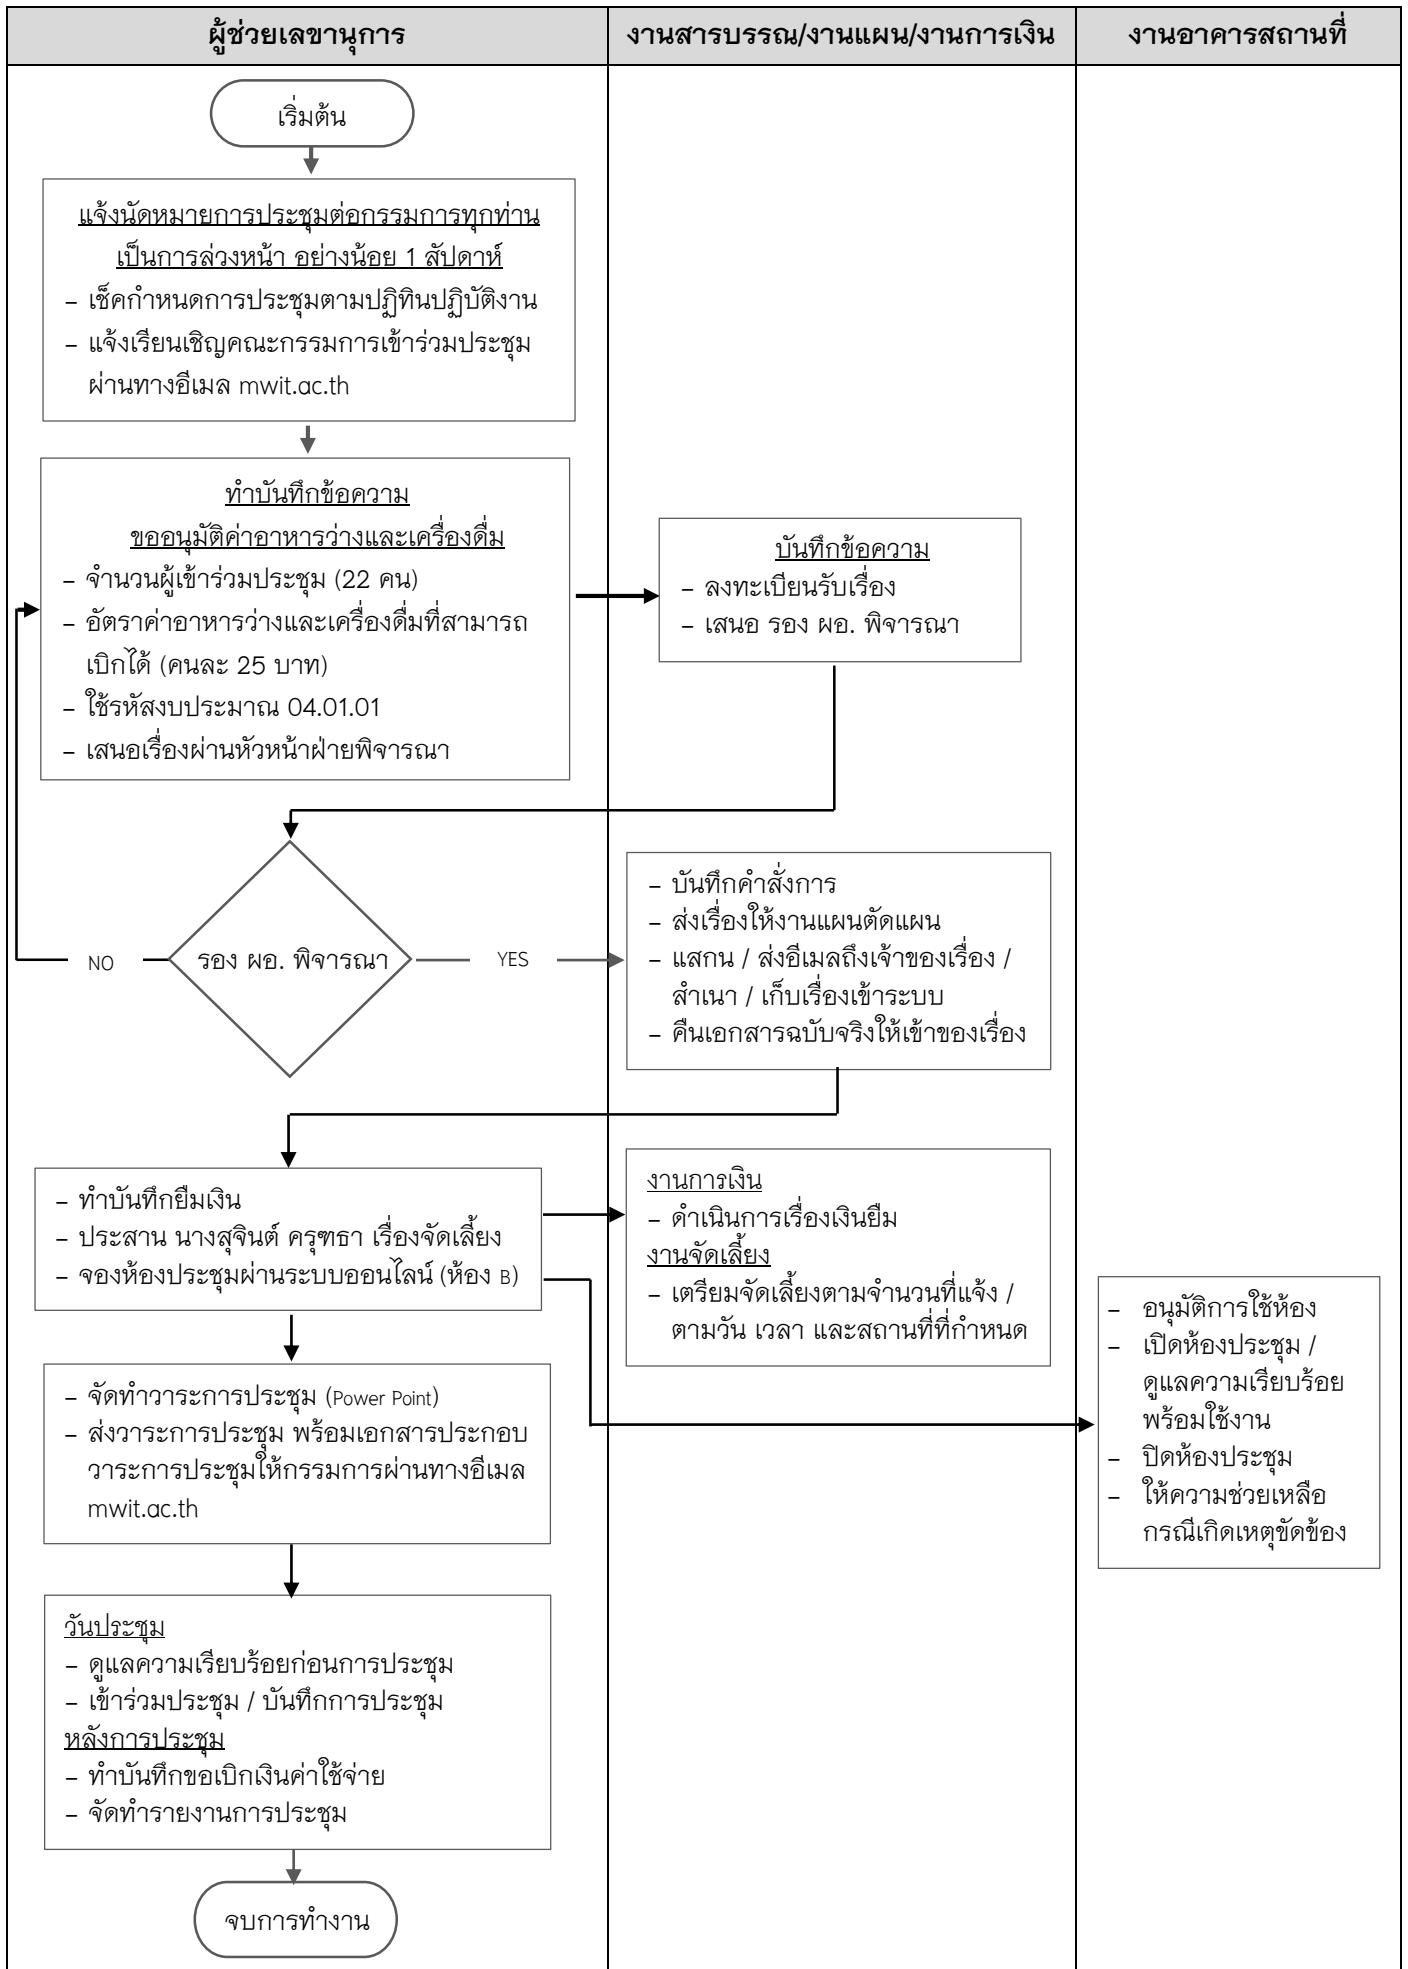 ผู้ช่วยเลขานุการ
งานสารบรรณ/งานแผน/งานการเงิน
งานอาคารสถานที่
เริ่มต้น
แจ้งนัดหมายการประชุมต่อกรรมการทุกท่าน
เป็นการล่วงหน้า อย่างน้อย 1 สัปดาห์
– เช็คกำหนดการประชุมตามปฏิทินปฏิบัติงาน
– แจ้งเรียนเชิญคณะกรรมการเข้าร่วมประชุม
ผ่านทางอีเมล mwit.ac.th
ทำบันทึกข้อความ
ขออนุมัติค่าอาหารว่างและเครื่องดื่ม
– จำนวนผู้เข้าร่วมประชุม (22 คน)
– อัตราค่าอาหารว่างและเครื่องดื่มที่สามารถ
เบิกได้ (คนละ 25 บาท)
– ใช้รหัสงบประมาณ 04.01.01
– เสนอเรื่องผ่านหัวหน้าฝ่ายพิจารณา
บันทึกข้อความ
– ลงทะเบียนรับเรื่อง
– เสนอ รอง ผอ. พิจารณา
รอง ผอ. พิจารณา
NO
YES
– บันทึกคำสั่งการ
– ส่งเรื่องให้งานแผนตัดแผน
– แสกน / ส่งอีเมลถึงเจ้าของเรื่อง /
สำเนา / เก็บเรื่องเข้าระบบ
– คืนเอกสารฉบับจริงให้เข้าของเรื่อง
– ทำบันทึกยืมเงิน
– ประสาน นางสุจินต์ ครุฑธา เรื่องจัดเลี้ยง
– จองห้องประชุมผ่านระบบออนไลน์ (ห้อง B)
งานการเงิน
– ดำเนินการเรื่องเงินยืม
งานจัดเลี้ยง
– เตรียมจัดเลี้ยงตามจำนวนที่แจ้ง /
ตามวัน เวลา และสถานที่ที่กำหนด
– อนุมัติการใช้ห้อง
– เปิดห้องประชุม /
ดูแลความเรียบร้อย
พร้อมใช้งาน
– ปิดห้องประชุม
– ให้ความช่วยเหลือ
กรณีเกิดเหตุขัดข้อง
– จัดทำวาระการประชุม (Power Point)
– ส่งวาระการประชุม พร้อมเอกสารประกอบ
วาระการประชุมให้กรรมการผ่านทางอีเมล
mwit.ac.th
วันประชุม
– ดูแลความเรียบร้อยก่อนการประชุม
– เข้าร่วมประชุม / บันทึกการประชุม
หลังการประชุม
– ทำบันทึกขอเบิกเงินค่าใช้จ่าย
– จัดทำรายงานการประชุม
จบการทำงาน